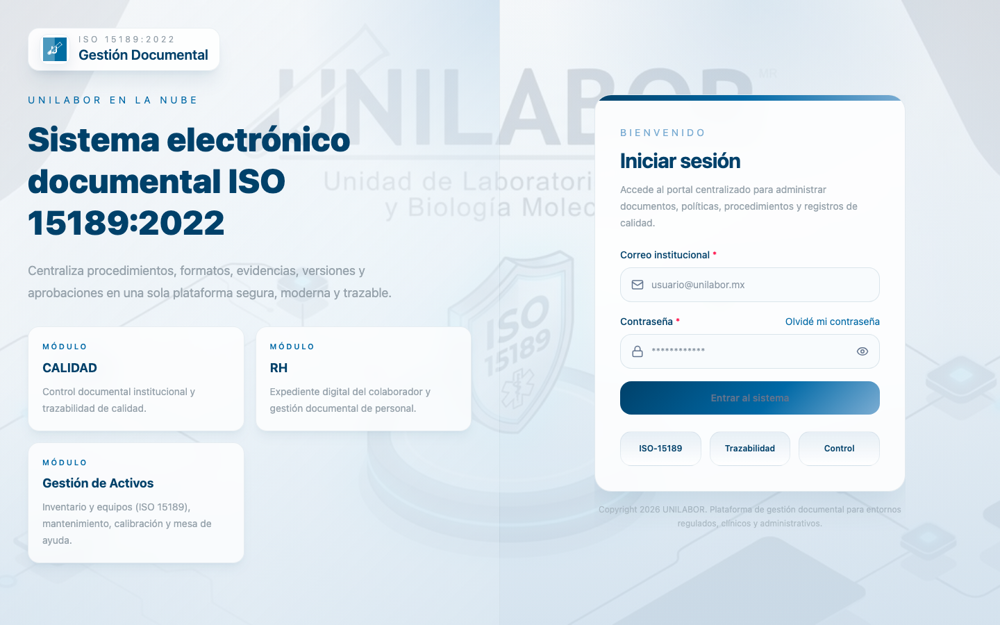 ISO 15189:2022
Gestión Documental
UNILABOR EN LA NUBE
Sistema electrónico
documental ISO
15189:2022
Centraliza procedimientos, formatos, evidencias, versiones y
aprobaciones en una sola plataforma segura, moderna y trazable.
MÓDULO
CALIDAD
Control documental institucional y
trazabilidad de calidad.
MÓDULO
RH
Expediente digital del colaborador y
gestión documental de personal.
MÓDULO
Gestión de Activos
Inventario y equipos (ISO 15189),
mantenimiento, calibración y mesa de
ayuda.
UNILABOR MR
Unidad de Laboratori
y Biología Molec
ISO
15189
BIENVENIDO
Iniciar sesión
Accede al portal centralizado para administrar
documentos, políticas, procedimientos y registros de
calidad.
Correo institucional *
usuario@unilabor.mx
Contraseña *
Olvidé mi contraseña
************
Entrar al sistema
ISO-15189
Trazabilidad
Control
Copyright 2026 UNILABOR. Plataforma de gestión documental para entornos
regulados, clínicos y administrativos.